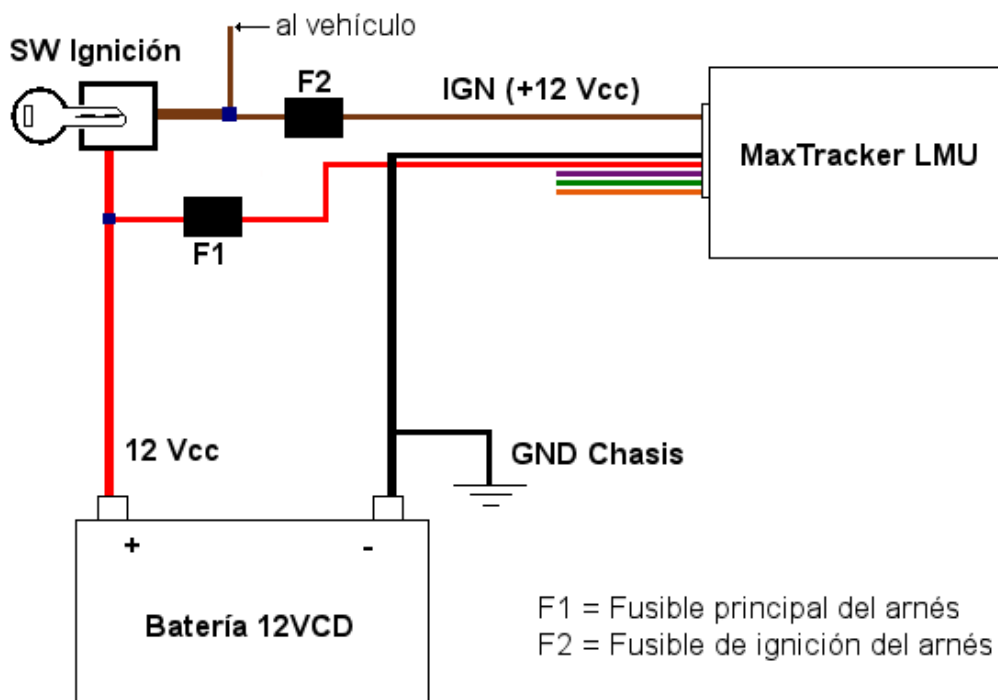 al vehículo
SW Ignición
F2
IGN (+12 Vcc)
MaxTracker LMU
F1
12 Vcc
GND Chasis
+ -
Batería 12VCD
F1 = Fusible principal del arnés
F2 = Fusible de ignición del arnés